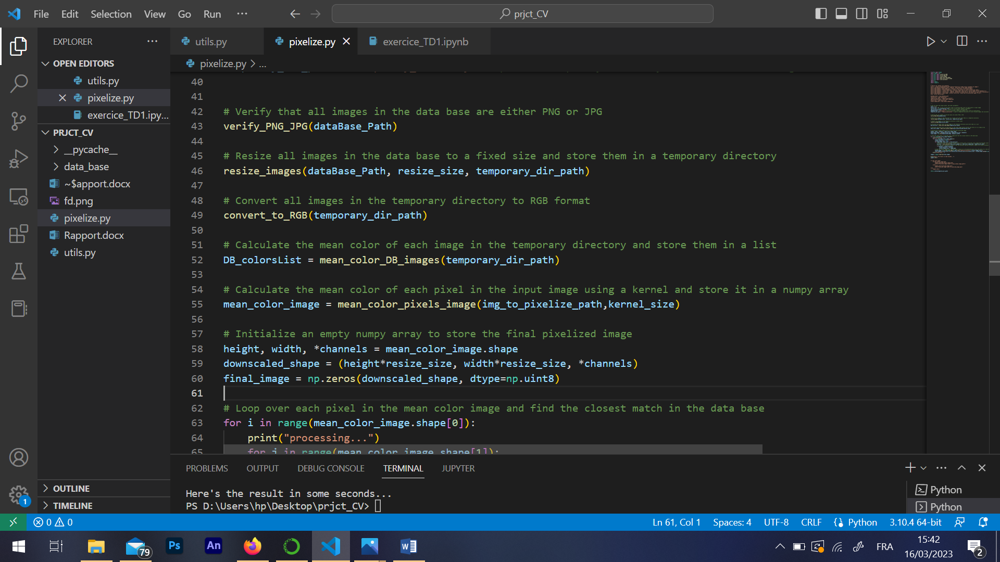 File Edit Selection View Go Run ··· prjct_CV
EXPLORER
utils.py pixelize.py exercice_TD1.ipynb
OPEN EDITORS
utils.py
pixelize.py
exercice_TD1.ipy...
PRJCT_CV
__pycache__
data_base
~$apport.docx
fd.png
pixelize.py
Rapport.docx
utils.py
OUTLINE
TIMELINE
pixelize.py > ...
40
41
42 # Verify that all images in the data base are either PNG or JPG
43 verify_PNG_JPG(dataBase_Path)
44
45 # Resize all images in the data base to a fixed size and store them in a temporary directory
46 resize_images(dataBase_Path, resize_size, temporary_dir_path)
47
48 # Convert all images in the temporary directory to RGB format
49 convert_to_RGB(temporary_dir_path)
50
51 # Calculate the mean color of each image in the temporary directory and store them in a list
52 DB_colorsList = mean_color_DB_images(temporary_dir_path)
53
54 # Calculate the mean color of each pixel in the input image using a kernel and store it in a numpy array
55 mean_color_image = mean_color_pixels_image(img_to_pixelize_path,kernel_size)
56
57 # Initialize an empty numpy array to store the final pixelized image
58 height, width, *channels = mean_color_image.shape
59 downscaled_shape = (height*resize_size, width*resize_size, *channels)
60 final_image = np.zeros(downscaled_shape, dtype=np.uint8)
61
62 # Loop over each pixel in the mean color image and find the closest match in the data base
63 for i in range(mean_color_image.shape[0]):
64 print("processing...")
65 for j in range(mean_color_image.shape[1]):
PROBLEMS OUTPUT DEBUG CONSOLE TERMINAL JUPYTER
Here's the result in some seconds...
PS D:\Users\hp\Desktop\prjct_CV>
Python
Python
1
0 0 Ln 61, Col 1 Spaces: 4 UTF-8 CRLF Python 3.10.4 64-bit
79 Ps An W FRA 15:42
16/03/2023 2